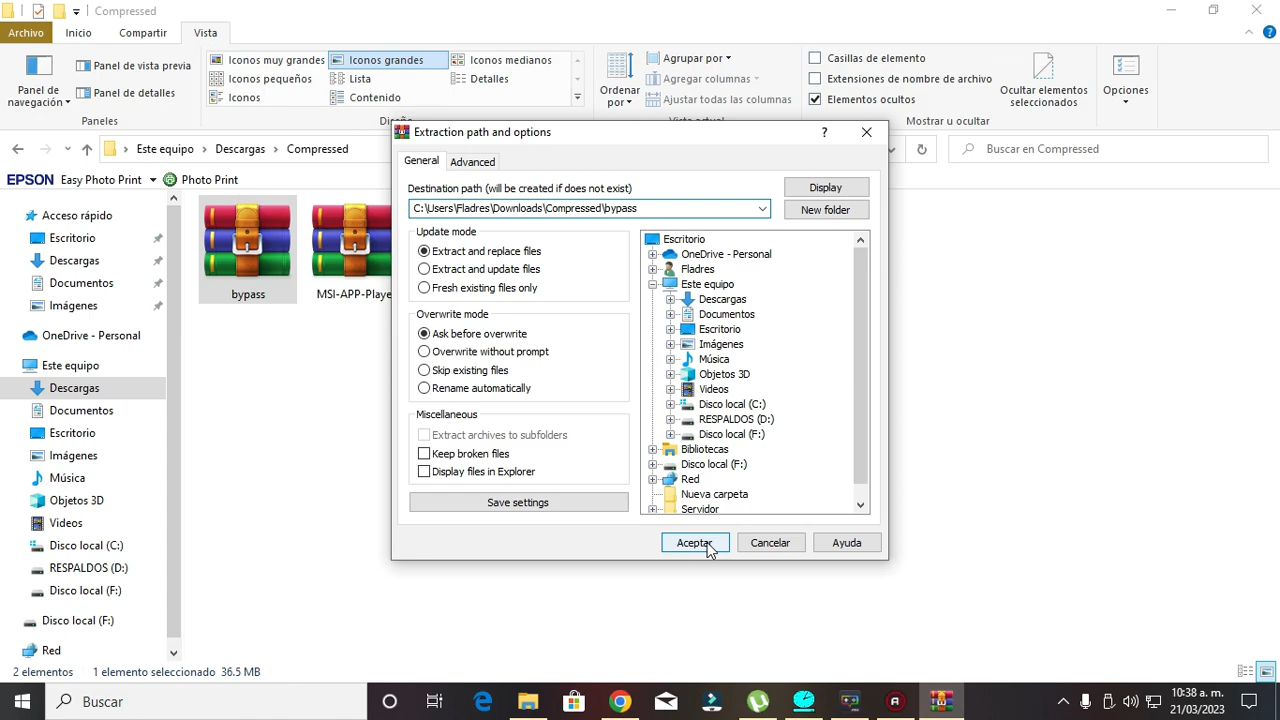 Compressed
Archivo Inicio Compartir Vista
Panel de navegación
Panel de vista previa
Panel de detalles
Paneles
Iconos muy grandes Iconos grandes Iconos medianos
Iconos pequeños Lista Detalles
Iconos Contenido
Diseño
Ordenar por
Agrupar por
Agregar columnas
Ajustar todas las columnas
Vista actual
Casillas de elemento
Extensiones de nombre de archivo
Elementos ocultos
Ocultar elementos seleccionados
Mostrar u ocultar
Opciones
Este equipo > Descargas > Compressed
Buscar en Compressed
EPSON Easy Photo Print Photo Print
Acceso rápido
Escritorio
Descargas
Documentos
Imágenes
OneDrive - Personal
Este equipo
Descargas
Documentos
Escritorio
Imágenes
Música
Objetos 3D
Videos
Disco local (C:)
RESPALDOS (D:)
Disco local (F:)
Disco local (F:)
Red
bypass
MSI-APP-Playe
Extraction path and options
?
General Advanced
Destination path (will be created if does not exist)
C:\Users\Fladres\Downloads\Compressed\bypass
Display
New folder
Update mode
Extract and replace files
Extract and update files
Fresh existing files only
Overwrite mode
Ask before overwrite
Overwrite without prompt
Skip existing files
Rename automatically
Miscellaneous
Extract archives to subfolders
Keep broken files
Display files in Explorer
Save settings
Escritorio
OneDrive - Personal
Fladres
Este equipo
Descargas
Documentos
Escritorio
Imágenes
Música
Objetos 3D
Videos
Disco local (C:)
RESPALDOS (D:)
Disco local (F:)
Bibliotecas
Disco local (F:)
Red
Nueva carpeta
Servidor
Aceptar Cancelar Ayuda
2 elementos 1 elemento seleccionado 36.5 MB
Buscar
10:38 a. m.
21/03/2023